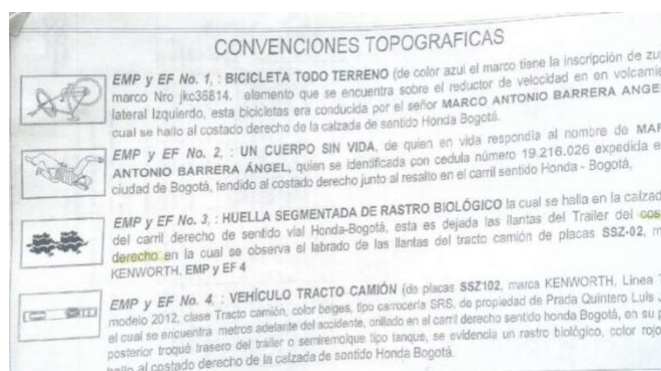 CONVENCIONES TOPOGRAFICAS
EMP y EF No. 1, : BICICLETA TODO TERRENO (de color azul el marco tiene la inscripción de
marco Nro jkc36814. elemento que se encuentra sobre el reductor de velocidad en en
lateral Izquierdo, esta bicicletas era conducida por el señor MARCO ANTONIO BARRERA
cual se hallo al costado derecho de la calzada de sentido Honda Bogotá.
EMP y EF No. 2, : UN CUERPO SIN VIDA, de quien en vida respondía al nombre de
ANTONIO BARRERA ÁNGEL, quien se identificada con cedula número 19.216.026 expedida
ciudad de Bogotá, tendido al costado derecho junto al resalto en el carril sentido Honda - Bogotá,
EMP y EF No. 3, : HUELLA SEGMENTADA DE RASTRO BIOLÓGICO la cual se halla en la
del carril derecho de sentido vial Honda-Bogotá, esta es dejada las llantas del Trailer del
derecho en la cual se observa el labrado de las llantas del tracto camión de placas SSZ-02,
KENWORTH. EMP y EF 4
EMP y EF No. 4, : VEHÍCULO TRACTO CAMIÓN (de placas SSZ102, marca KENWORTH, Linea
modelo 2012, clase Tracto camión, color beiges, tipo carrocería SRS, de propiedad de Prada Quintero Luis
el cual se encuentra metros adelante del accidente, orillado en el carril derecho sentido honda Bogotá, en su
posterior troqué trasero del tráiler o semirremolque tipo tanque, se evidencia un rastro biológico, color
hallo al costado derecho de la calzada de sentido Honda Bogotá.